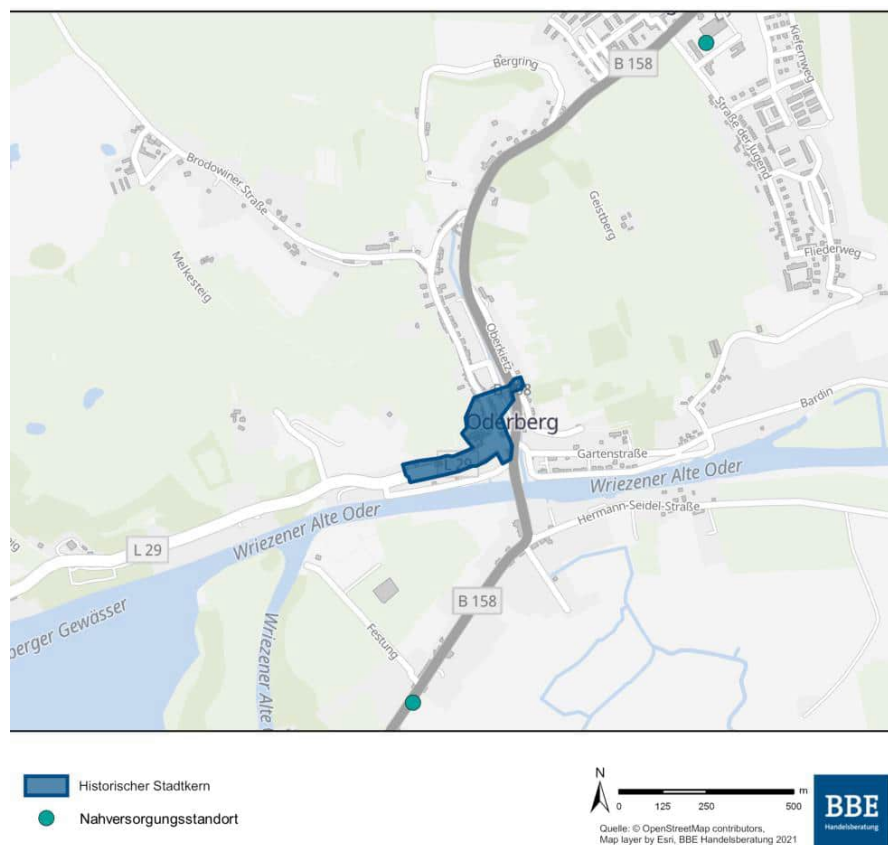 B 158
Bergring
Kiefernweg
Straße der Jugend
Brodowiner Straße
Geistberg
Melkesteig
Fliederweg
Oberkietz
Oderberg
Bardin
L 29
Gartenstraße
Wriezener Alte Oder
Wriezener Alte Oder
Hermann-Seidel-Straße
L 29
B 158
berger Gewässer
Wriezener Alte
Festung
Historischer Stadtkern
Nahversorgungsstandort
N
m
0 125 250 500
Quelle: © OpenStreetMap contributors,
Map layer by Esri, BBE Handelsberatung 2021
BBE
Handelsberatung